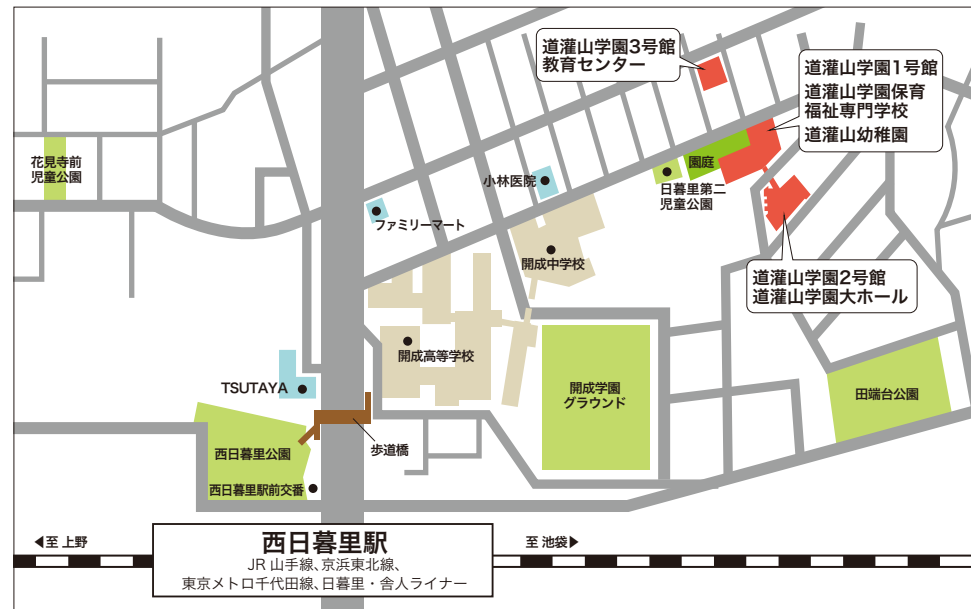 道灌山学園3号館
教育センター
道灌山学園1号館
道灌山学園保育
福祉専門学校
道灌山幼稚園
園庭
花見寺前
児童公園
小林医院
日暮里第二
児童公園
ファミリーマート
開成中学校
道灌山学園2号館
道灌山学園大ホール
開成高等学校
TSUTAYA
開成学園
グラウンド
田端台公園
西日暮里公園
歩道橋
西日暮里駅前交番
◀至 上野
西日暮里駅
JR 山手線、京浜東北線、
東京メトロ千代田線、日暮里・舎人ライナー
至 池袋▶